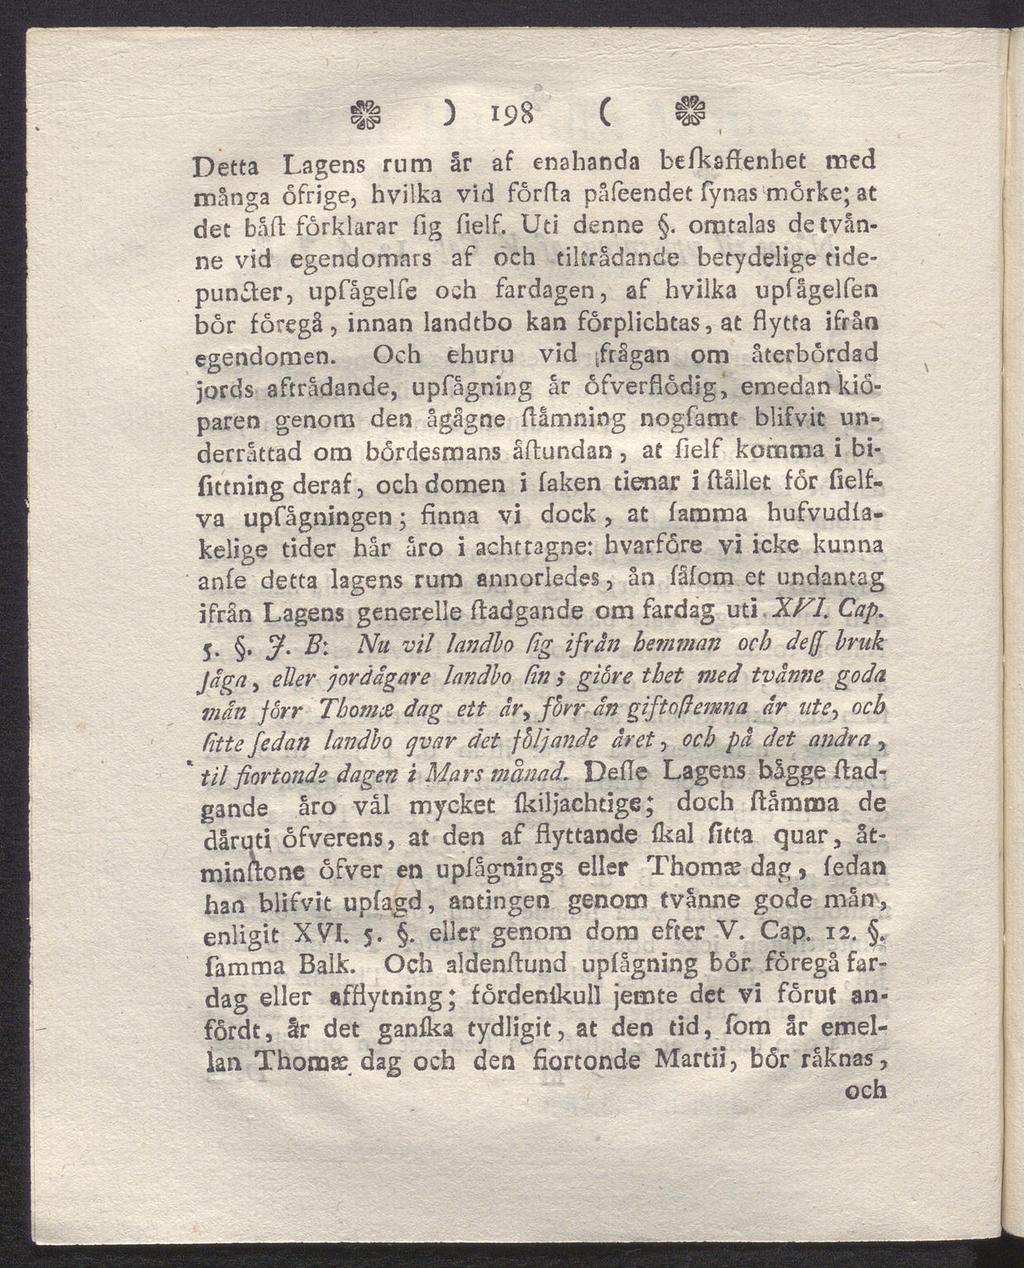 ❁ ) 198 ( ❁
Detta Lagens rum år af enahanda beſkaffenhet med
många öfrige, hvilka vid förſta påſeendet ſynas mörke; at
det båſt förklarar ſig ſielf. Uti denne §. omtalas de tvån-
ne vid egendomars af och tiltrådande betydelige tide-
puncter, upſågelſe och fardagen, af hvilka upſågelſen
bör föregå, innan landtbo kan förplichtas, at flytta ifrån
egendomen. Och ehuru vid frågan om återbördad
jords aftrådande, upſågning år öfverflödig, emedan kiö-
paren genom den ågågne ſtåmning nogſamt blifvit un-
derråttad om bördesmans åſtundan, at ſielf komma i bi-
ſittning deraf, och domen i ſaken tienar i ſtållet för ſielf-
va upſågningen; finna vi dock, at ſamma hufvudſa-
kelige tider hår åro i achttagne: hvarföre vi icke kunna
anſe detta lagens rum annorledes, ån ſåſom et undantag
ifrån Lagens generelle ſtadgande om fardag uti XVI. Cap.
5. §. J. B: Nu vil landbo ſig ifrån hemman och deſſ bruk
ſåga, eller jordågare landbo ſin; giöre thet med tvånne goda
mån förr Thomæ dag ett år, förr ån giftoſtemna år ute, och
ſitte ſedan landbo qvar det följande året, och på det andra,
til fiortonde dagen i Mars månad. Deſſe Lagens bågge ſtad-
gande åro vål mycket ſkiljachtige; doch ſtåmma de
dåruti öfverens, at den af flyttande ſkal ſitta quar, åt-
minſtone öfver en upſågnings eller Thomæ dag, ſedan
han blifvit upſagd, antingen genom tvånne gode mån,
enligit XVI. 5. §. eller genom dom efter V. Cap. 12. §.
ſamma Balk. Och aldenſtund upſågning bör föregå far-
dag eller afflytning; fördenſkull jemte det vi förut an-
fördt, år det ganſka tydligit, at den tid, ſom år emel-
lan Thomæ dag och den fiortonde Martii, bör råknas,
och